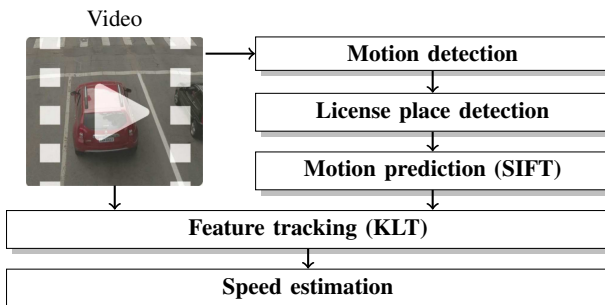 Video
Motion detection
License place detection
Motion prediction (SIFT)
Feature tracking (KLT)
Speed estimation